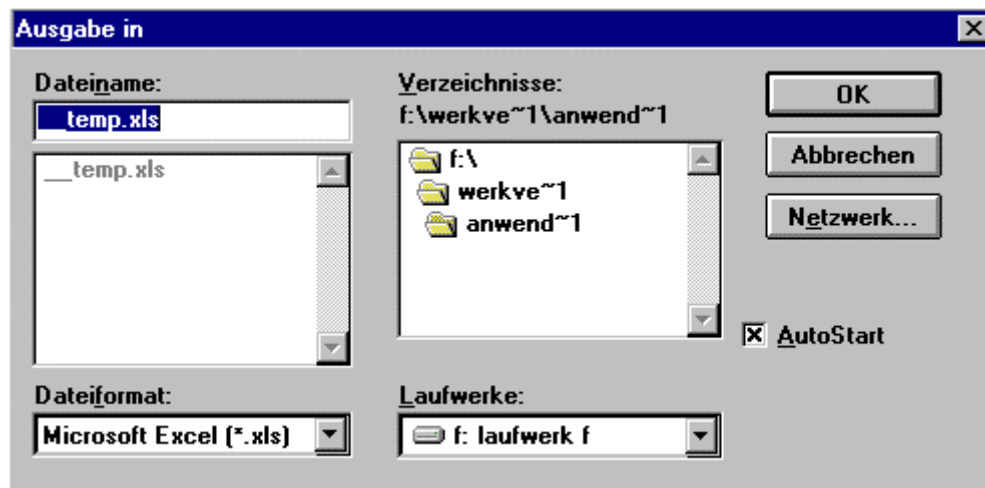 Ausgabe in
Dateiname:
__temp.xls
__temp.xls
Dateiformat:
Microsoft Excel (*.xls)
Verzeichnisse:
f:\werkve~1\anwend~1
f:\
werkve~1
anwend~1
Laufwerke:
f: laufwerk f
OK
Abbrechen
Netzwerk...
AutoStart